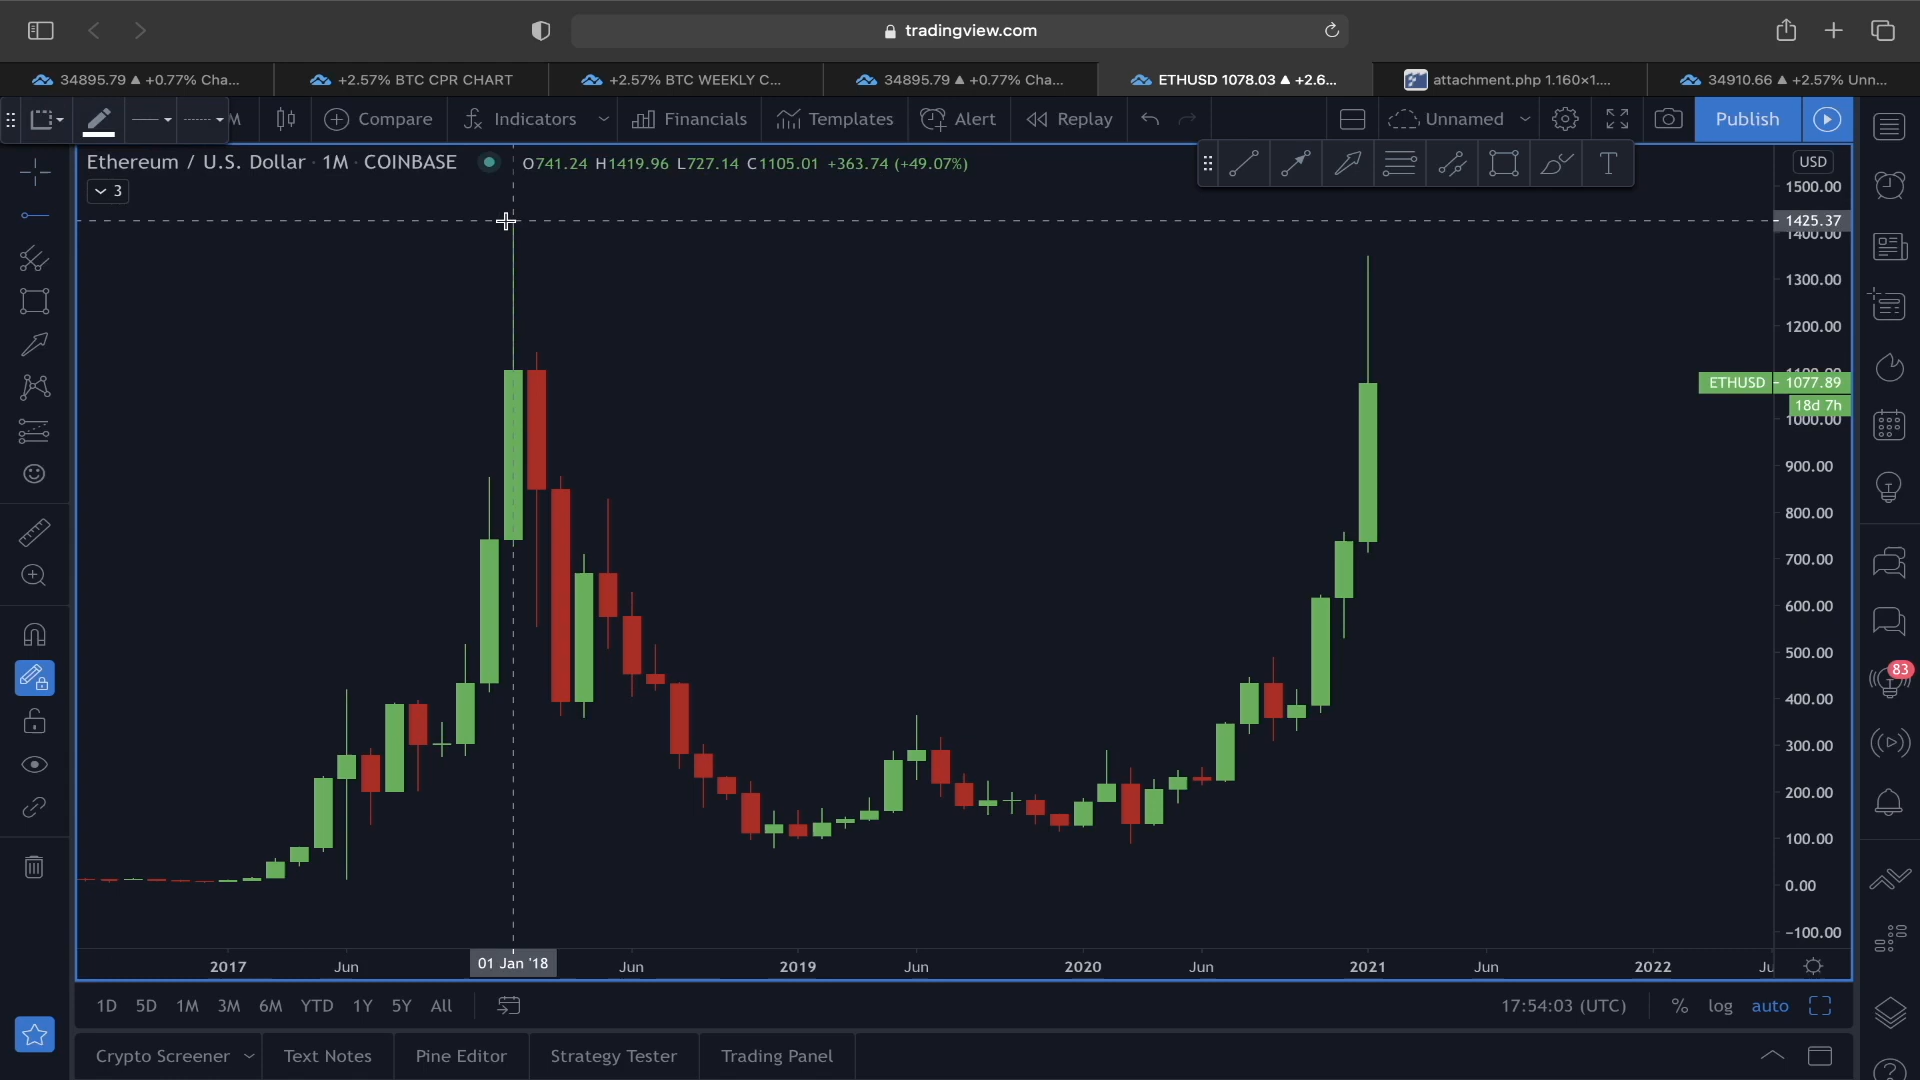 tradingview.com
34895.79 ▲ +0.77% Cha...
+2.57% BTC CPR CHART
+2.57% BTC WEEKLY C...
34895.79 ▲ +0.77% Cha...
ETHUSD 1078.03 ▲ +2.6...
attachment.php 1.160×1....
34910.66 ▲ +2.57% Unn...
M
Compare
Indicators
Financials
Templates
Alert
Replay
Unnamed
Publish
Ethereum / U.S. Dollar · 1M · COINBASE
O741.24 H1419.96 L727.14 C1105.01 +363.74 (+49.07%)
3
T
USD
1500.00
1425.37
1400.00
1300.00
1200.00
1100.00
ETHUSD
1077.89
18d 7h
1000.00
900.00
800.00
700.00
600.00
500.00
400.00
300.00
200.00
100.00
0.00
−100.00
83
2017
Jun
01 Jan '18
Jun
2019
Jun
2020
Jun
2021
Jun
2022
1D 5D 1M 3M 6M YTD 1Y 5Y All
17:54:03 (UTC)
% log auto
Crypto Screener
Text Notes
Pine Editor
Strategy Tester
Trading Panel